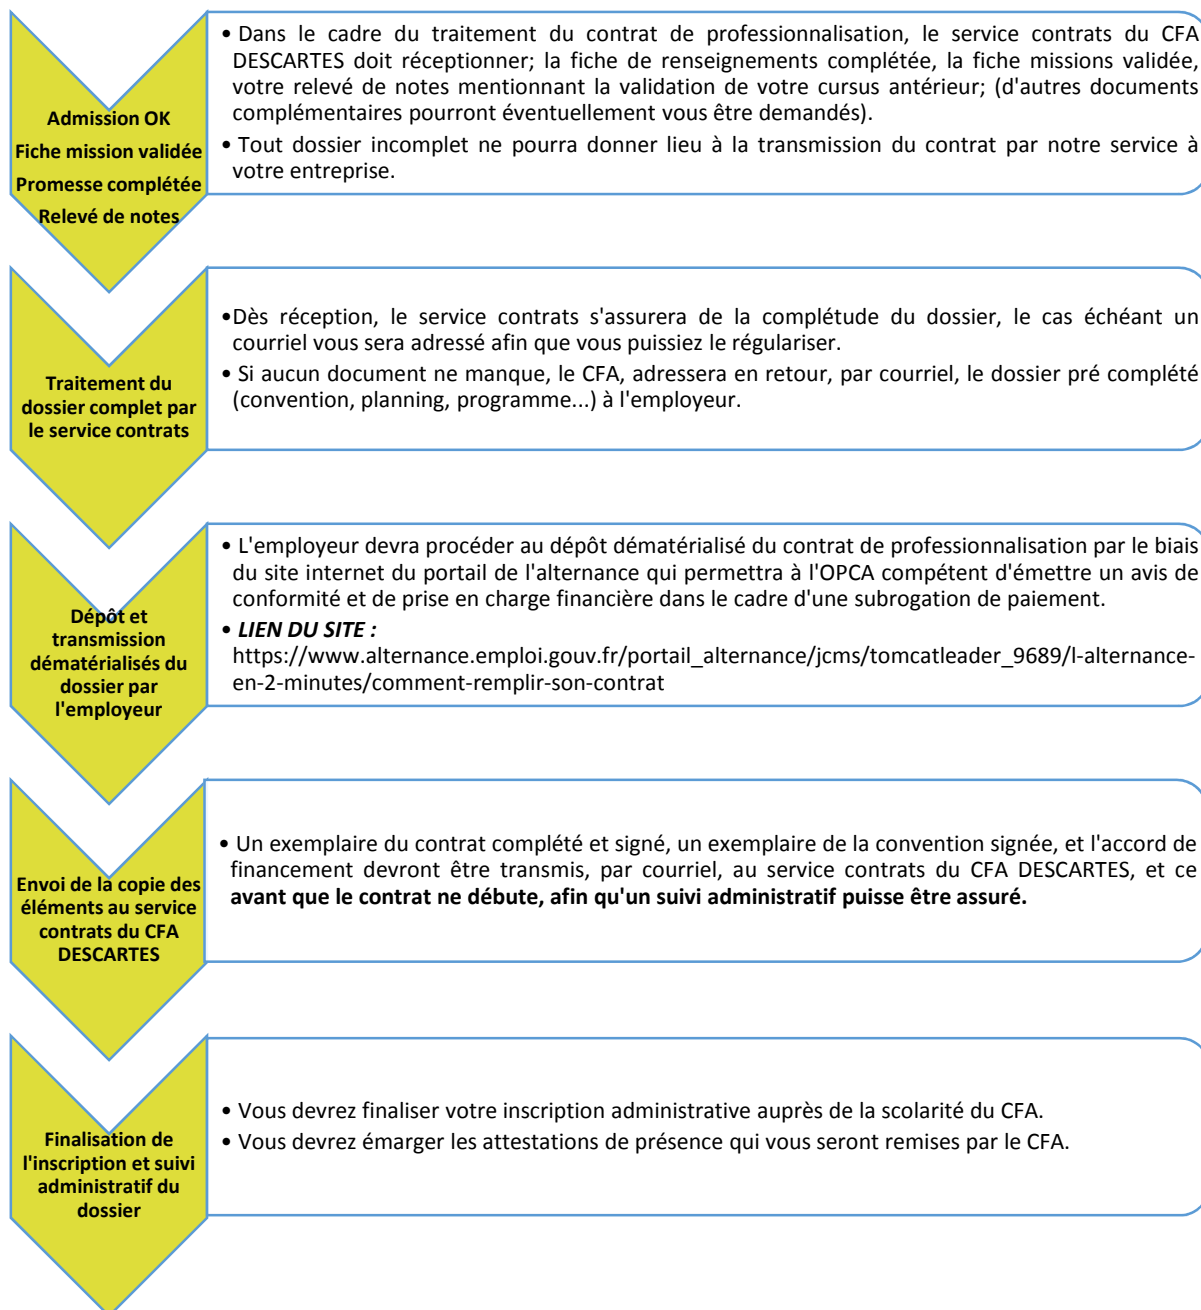 Admission OK
Fiche mission validée
Promesse complétée
Relevé de notes
• Dans le cadre du traitement du contrat de professionnalisation, le service contrats du CFA
DESCARTES doit réceptionner; la fiche de renseignements complétée, la fiche missions validée,
votre relevé de notes mentionnant la validation de votre cursus antérieur; (d'autres documents
complémentaires pourront éventuellement vous être demandés).
• Tout dossier incomplet ne pourra donner lieu à la transmission du contrat par notre service à
votre entreprise.
Traitement du
dossier complet par
le service contrats
•Dès réception, le service contrats s'assurera de la complétude du dossier, le cas échéant un
courriel vous sera adressé afin que vous puissiez le régulariser.
• Si aucun document ne manque, le CFA, adressera en retour, par courriel, le dossier pré complété
(convention, planning, programme...) à l'employeur.
Dépôt et
transmission
dématérialisés du
dossier par
l'employeur
• L'employeur devra procéder au dépôt dématérialisé du contrat de professionnalisation par le biais
du site internet du portail de l'alternance qui permettra à l'OPCA compétent d'émettre un avis de
conformité et de prise en charge financière dans le cadre d'une subrogation de paiement.
• LIEN DU SITE :
https://www.alternance.emploi.gouv.fr/portail_alternance/jcms/tomcatleader_9689/l-alternance-
en-2-minutes/comment-remplir-son-contrat
Envoi de la copie des
éléments au service
contrats du CFA
DESCARTES
• Un exemplaire du contrat complété et signé, un exemplaire de la convention signée, et l'accord de
financement devront être transmis, par courriel, au service contrats du CFA DESCARTES, et ce
avant que le contrat ne débute, afin qu'un suivi administratif puisse être assuré.
Finalisation de
l'inscription et suivi
administratif du
dossier
• Vous devrez finaliser votre inscription administrative auprès de la scolarité du CFA.
• Vous devrez émarger les attestations de présence qui vous seront remises par le CFA.